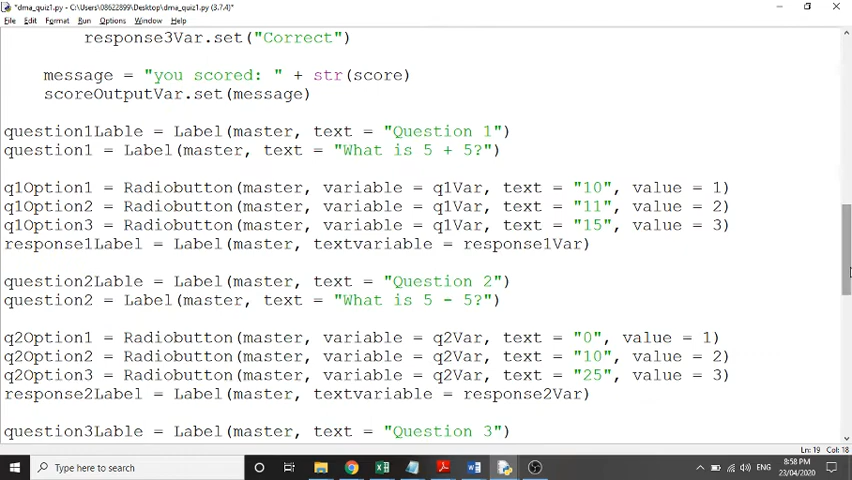 *dma_quiz1.py - C:\Users\08622899\Desktop\dma_quiz1.py (3.7.4)*
File Edit Format Run Options Window Help
response3Var.set("Correct")
message = "you scored: " + str(score)
scoreOutputVar.set(message)
question1Lable = Label(master, text = "Question 1")
question1 = Label(master, text = "What is 5 + 5?")
q1Option1 = Radiobutton(master, variable = q1Var, text = "10", value = 1)
q1Option2 = Radiobutton(master, variable = q1Var, text = "11", value = 2)
q1Option3 = Radiobutton(master, variable = q1Var, text = "15", value = 3)
response1Label = Label(master, textvariable = response1Var)
question2Lable = Label(master, text = "Question 2")
question2 = Label(master, text = "What is 5 - 5?")
q2Option1 = Radiobutton(master, variable = q2Var, text = "0", value = 1)
q2Option2 = Radiobutton(master, variable = q2Var, text = "10", value = 2)
q2Option3 = Radiobutton(master, variable = q2Var, text = "25", value = 3)
response2Label = Label(master, textvariable = response2Var)
question3Lable = Label(master, text = "Question 3")
Ln: 19 Col: 18
Type here to search
ENG
8:58 PM
23/04/2020